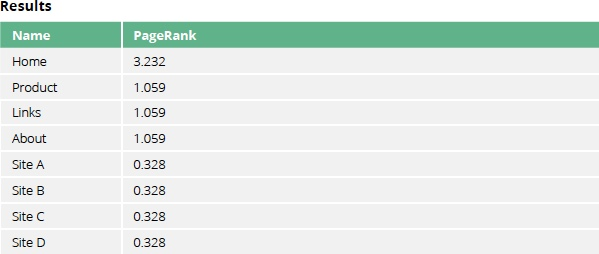 Results
Name PageRank
Home 3.232
Product 1.059
Links 1.059
About 1.059
Site A 0.328
Site B 0.328
Site C 0.328
Site D 0.328